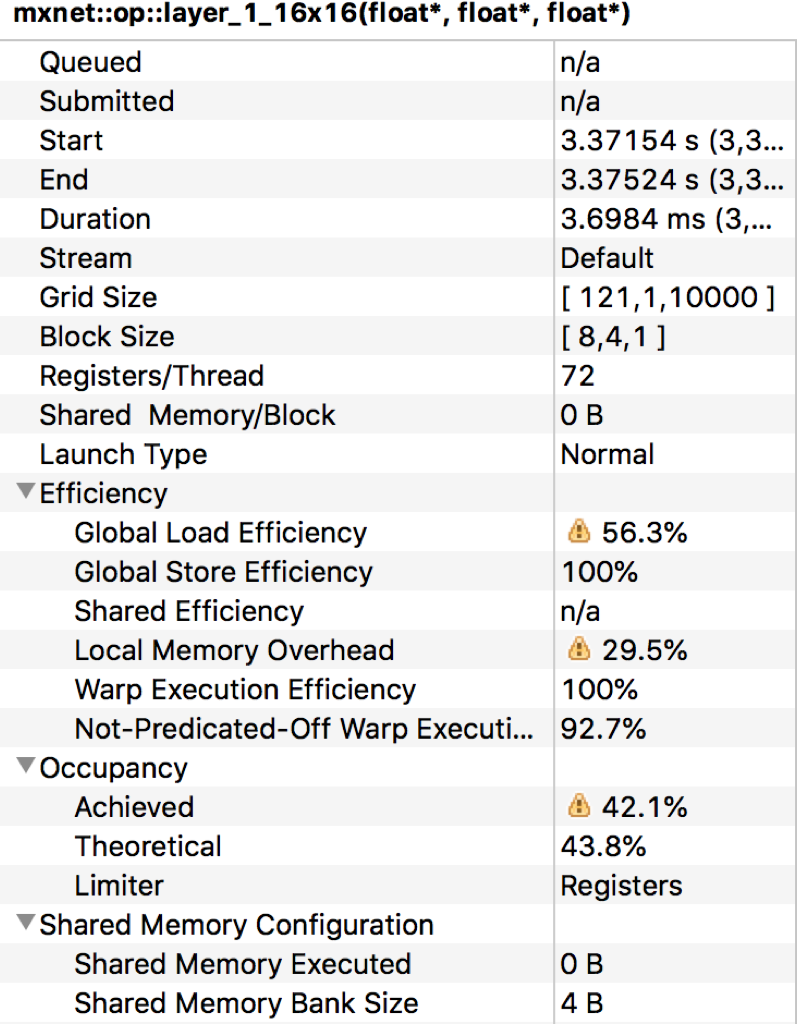 mxnet::op::layer_1_16x16(float*, float*, float*)
Queued n/a
Submitted n/a
Start 3.37154 s (3,3...
End 3.37524 s (3,3...
Duration 3.6984 ms (3,...
Stream Default
Grid Size [ 121,1,10000 ]
Block Size [ 8,4,1 ]
Registers/Thread 72
Shared Memory/Block 0 B
Launch Type Normal
Efficiency
Global Load Efficiency 56.3%
Global Store Efficiency 100%
Shared Efficiency n/a
Local Memory Overhead 29.5%
Warp Execution Efficiency 100%
Not-Predicated-Off Warp Executi... 92.7%
Occupancy
Achieved 42.1%
Theoretical 43.8%
Limiter Registers
Shared Memory Configuration
Shared Memory Executed 0 B
Shared Memory Bank Size 4 B